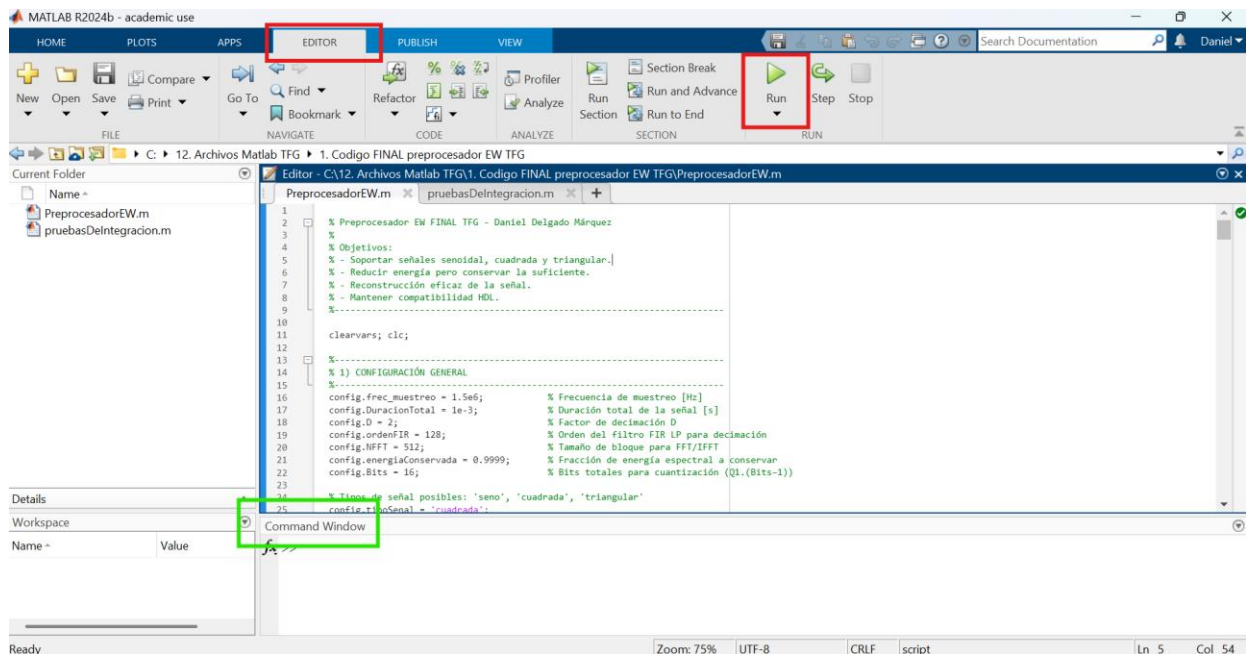 MATLAB R2024b - academic use
HOME PLOTS APPS EDITOR PUBLISH VIEW Search Documentation Daniel
New Open Save Compare Print Go To Find Bookmark Refactor Profiler Analyze Run Section Section Break Run and Advance Run to End Run Step Stop
FILE NAVIGATE CODE ANALYZE SECTION RUN
C: 12. Archivos Matlab TFG 1. Codigo FINAL preprocesador EW TFG
Current Folder
Name
PreprocesadorEW.m
pruebasDeIntegracion.m
Details
Workspace
Name Value
Editor - C:\12. Archivos Matlab TFG\1. Codigo FINAL preprocesador EW TFG\PreprocesadorEW.m
PreprocesadorEW.m pruebasDeIntegracion.m
1
2 % Preprocesador EW FINAL TFG - Daniel Delgado Márquez
3 %
4 % Objetivos:
5 % - Soportar señales senoidal, cuadrada y triangular.
6 % - Reducir energía pero conservar la suficiente.
7 % - Reconstrucción eficaz de la señal.
8 % - Mantener compatibilidad HDL.
9 %------------------------------------------------------------------------
10
11 clearvars; clc;
12
13 %------------------------------------------------------------------------
14 % 1) CONFIGURACIÓN GENERAL
15 %------------------------------------------------------------------------
16 config.frec_muestreo = 1.5e6; % Frecuencia de muestreo [Hz]
17 config.DuracionTotal = 1e-3; % Duración total de la señal [s]
18 config.D = 2; % Factor de decimación D
19 config.ordenFIR = 128; % Orden del filtro FIR LP para decimación
20 config.NFFT = 512; % Tamaño de bloque para FFT/IFFT
21 config.energiaConservada = 0.9999; % Fracción de energía espectral a conservar
22 config.Bits = 16; % Bits totales para cuantización (Q1.(Bits-1))
23
24 % Tipos de señal posibles: 'seno', 'cuadrada', 'triangular'
25 config.tipoSenal = 'cuadrada';
Command Window
fx >>
Ready Zoom: 75% UTF-8 CRLF script Ln 5 Col 54